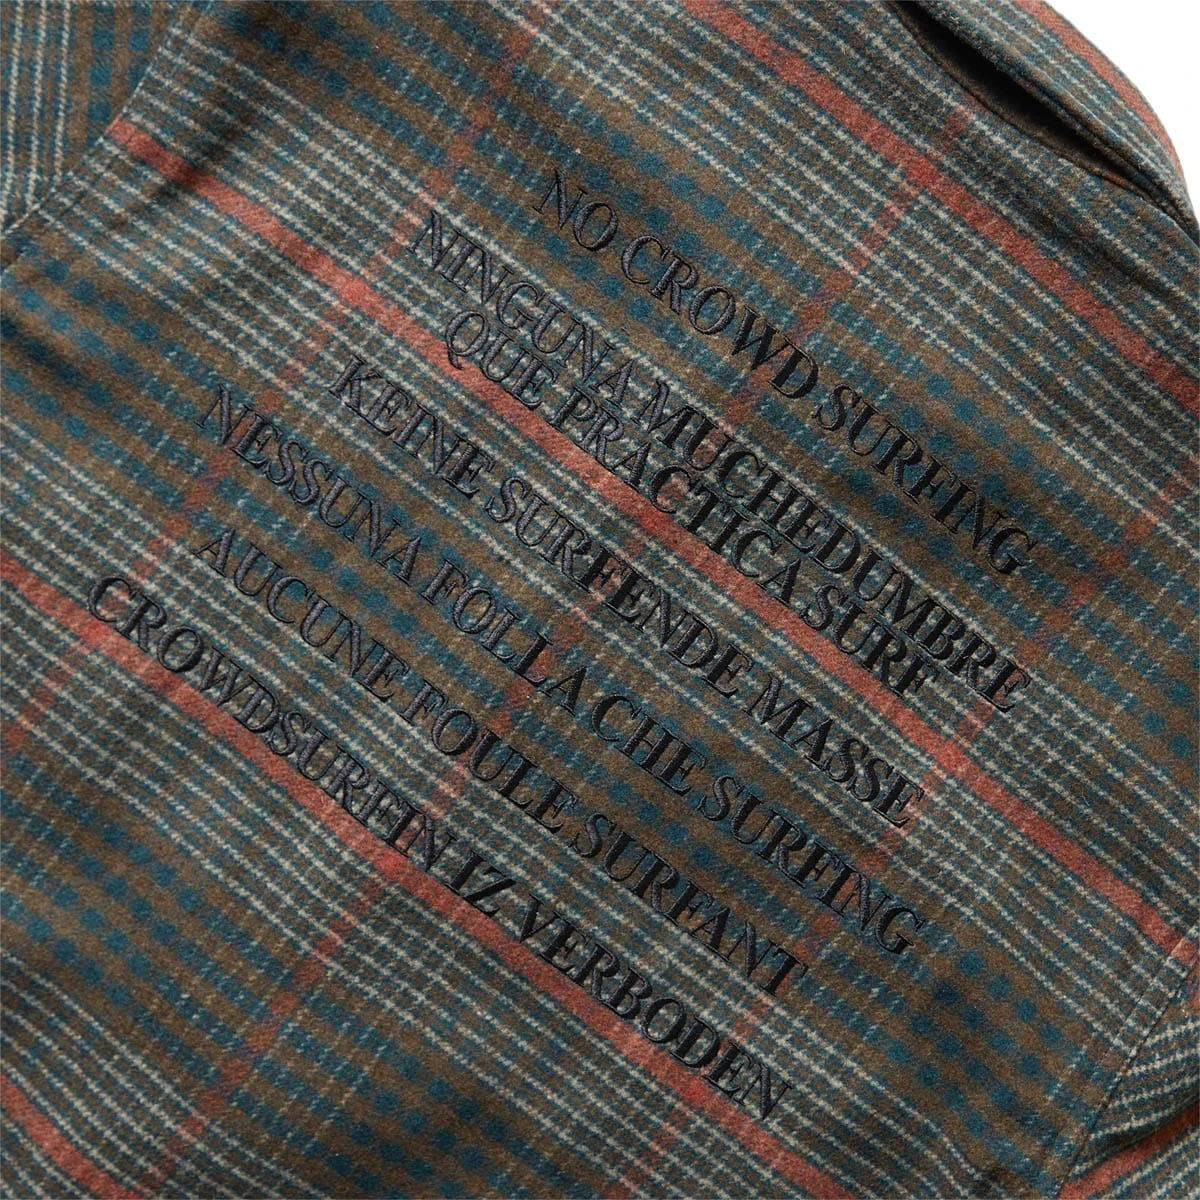 NO CROWD SURFING
NINGUNA MUCHEDUMBRE
QUE PRACTICA SURF
KEINE SURFENDE MASSE
NESSUNA FOLLA CHE SURFING
AUCUNE FOULE SURFANT
CROWDSURFIN IZ VERBODEN